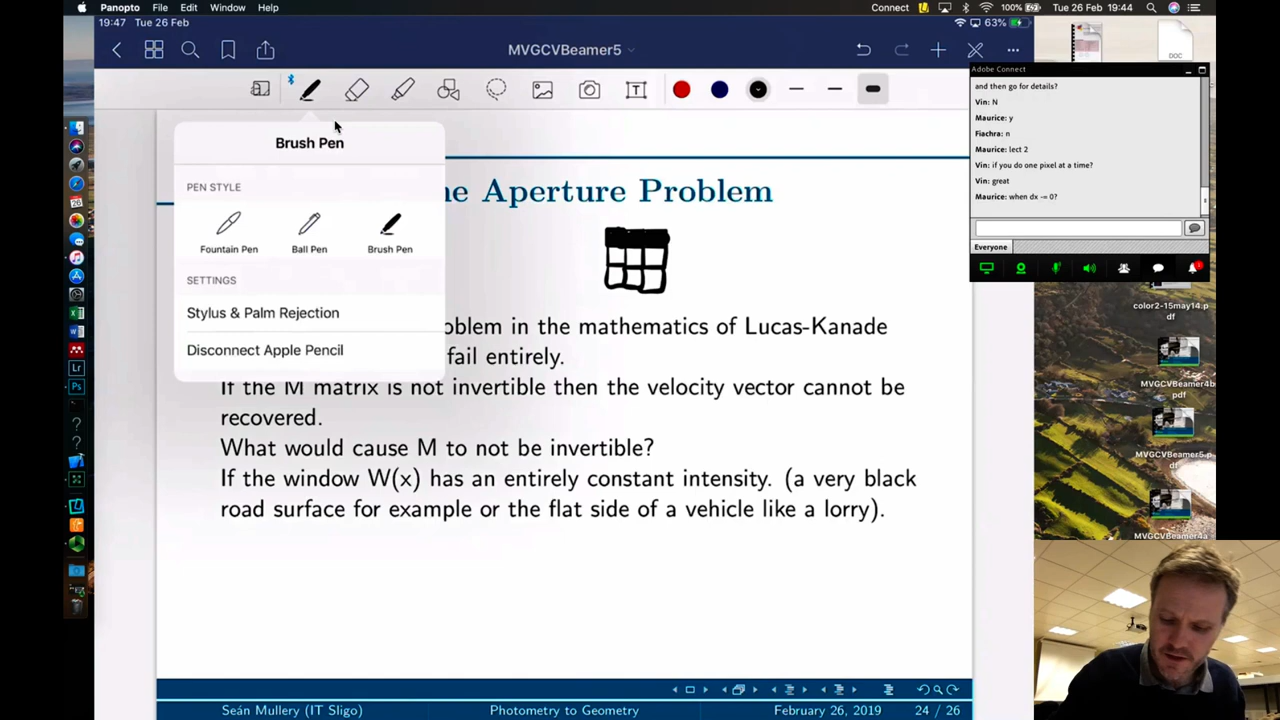 Panopto File Edit Window Help
Connect 100% Tue 26 Feb 19:44
19:47 Tue 26 Feb
63%
MVGCVBeamer5
Brush Pen
PEN STYLE
Fountain Pen Ball Pen Brush Pen
SETTINGS
Stylus & Palm Rejection
Disconnect Apple Pencil
ne Aperture Problem
oblem in the mathematics of Lucas-Kanade
fail entirely.
If the M matrix is not invertible then the velocity vector cannot be
recovered.
What would cause M to not be invertible?
If the window W(x) has an entirely constant intensity. (a very black
road surface for example or the flat side of a vehicle like a lorry).
Seán Mullery (IT Sligo) Photometry to Geometry February 26, 2019 24 / 26
DOC
Adobe Connect
and then go for details?
Vin: N
Maurice: y
Fiachra: n
Maurice: lect 2
Vin: if you do one pixel at a time?
Vin: great
Maurice: when dx -= 0?
Everyone
color2-15may14.p
df
MVGCVBeamer4b
pdf
MVGCVBeamer5.p
df
MVGCVBeamer4a
Lr
Ps